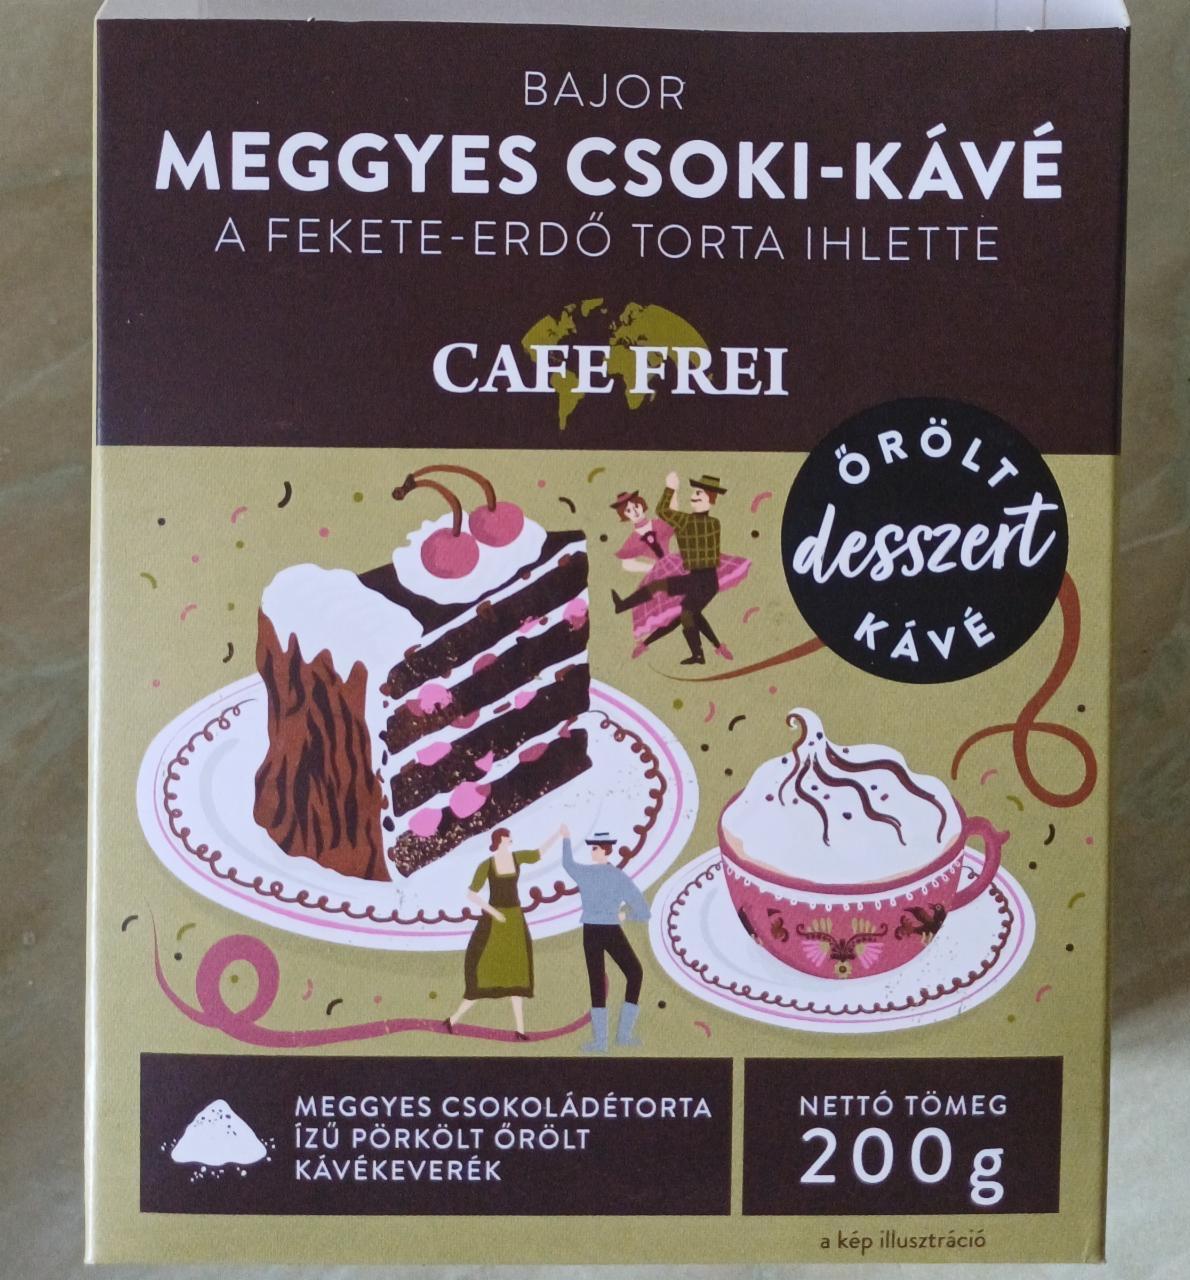 BAJOR
MEGGYES CSOKI-KÁVÉ
A FEKETE-ERDŐ TORTA IHLETTE
CAFE FREI
ŐRÖLT
desszert
KÁVÉ
MEGGYES CSOKOLÁDÉTORTA
ÍZŰ PÖRKÖLT ŐRÖLT
KÁVÉKEVERÉK
NETTÓ TÖMEG
200g
a kép illusztráció